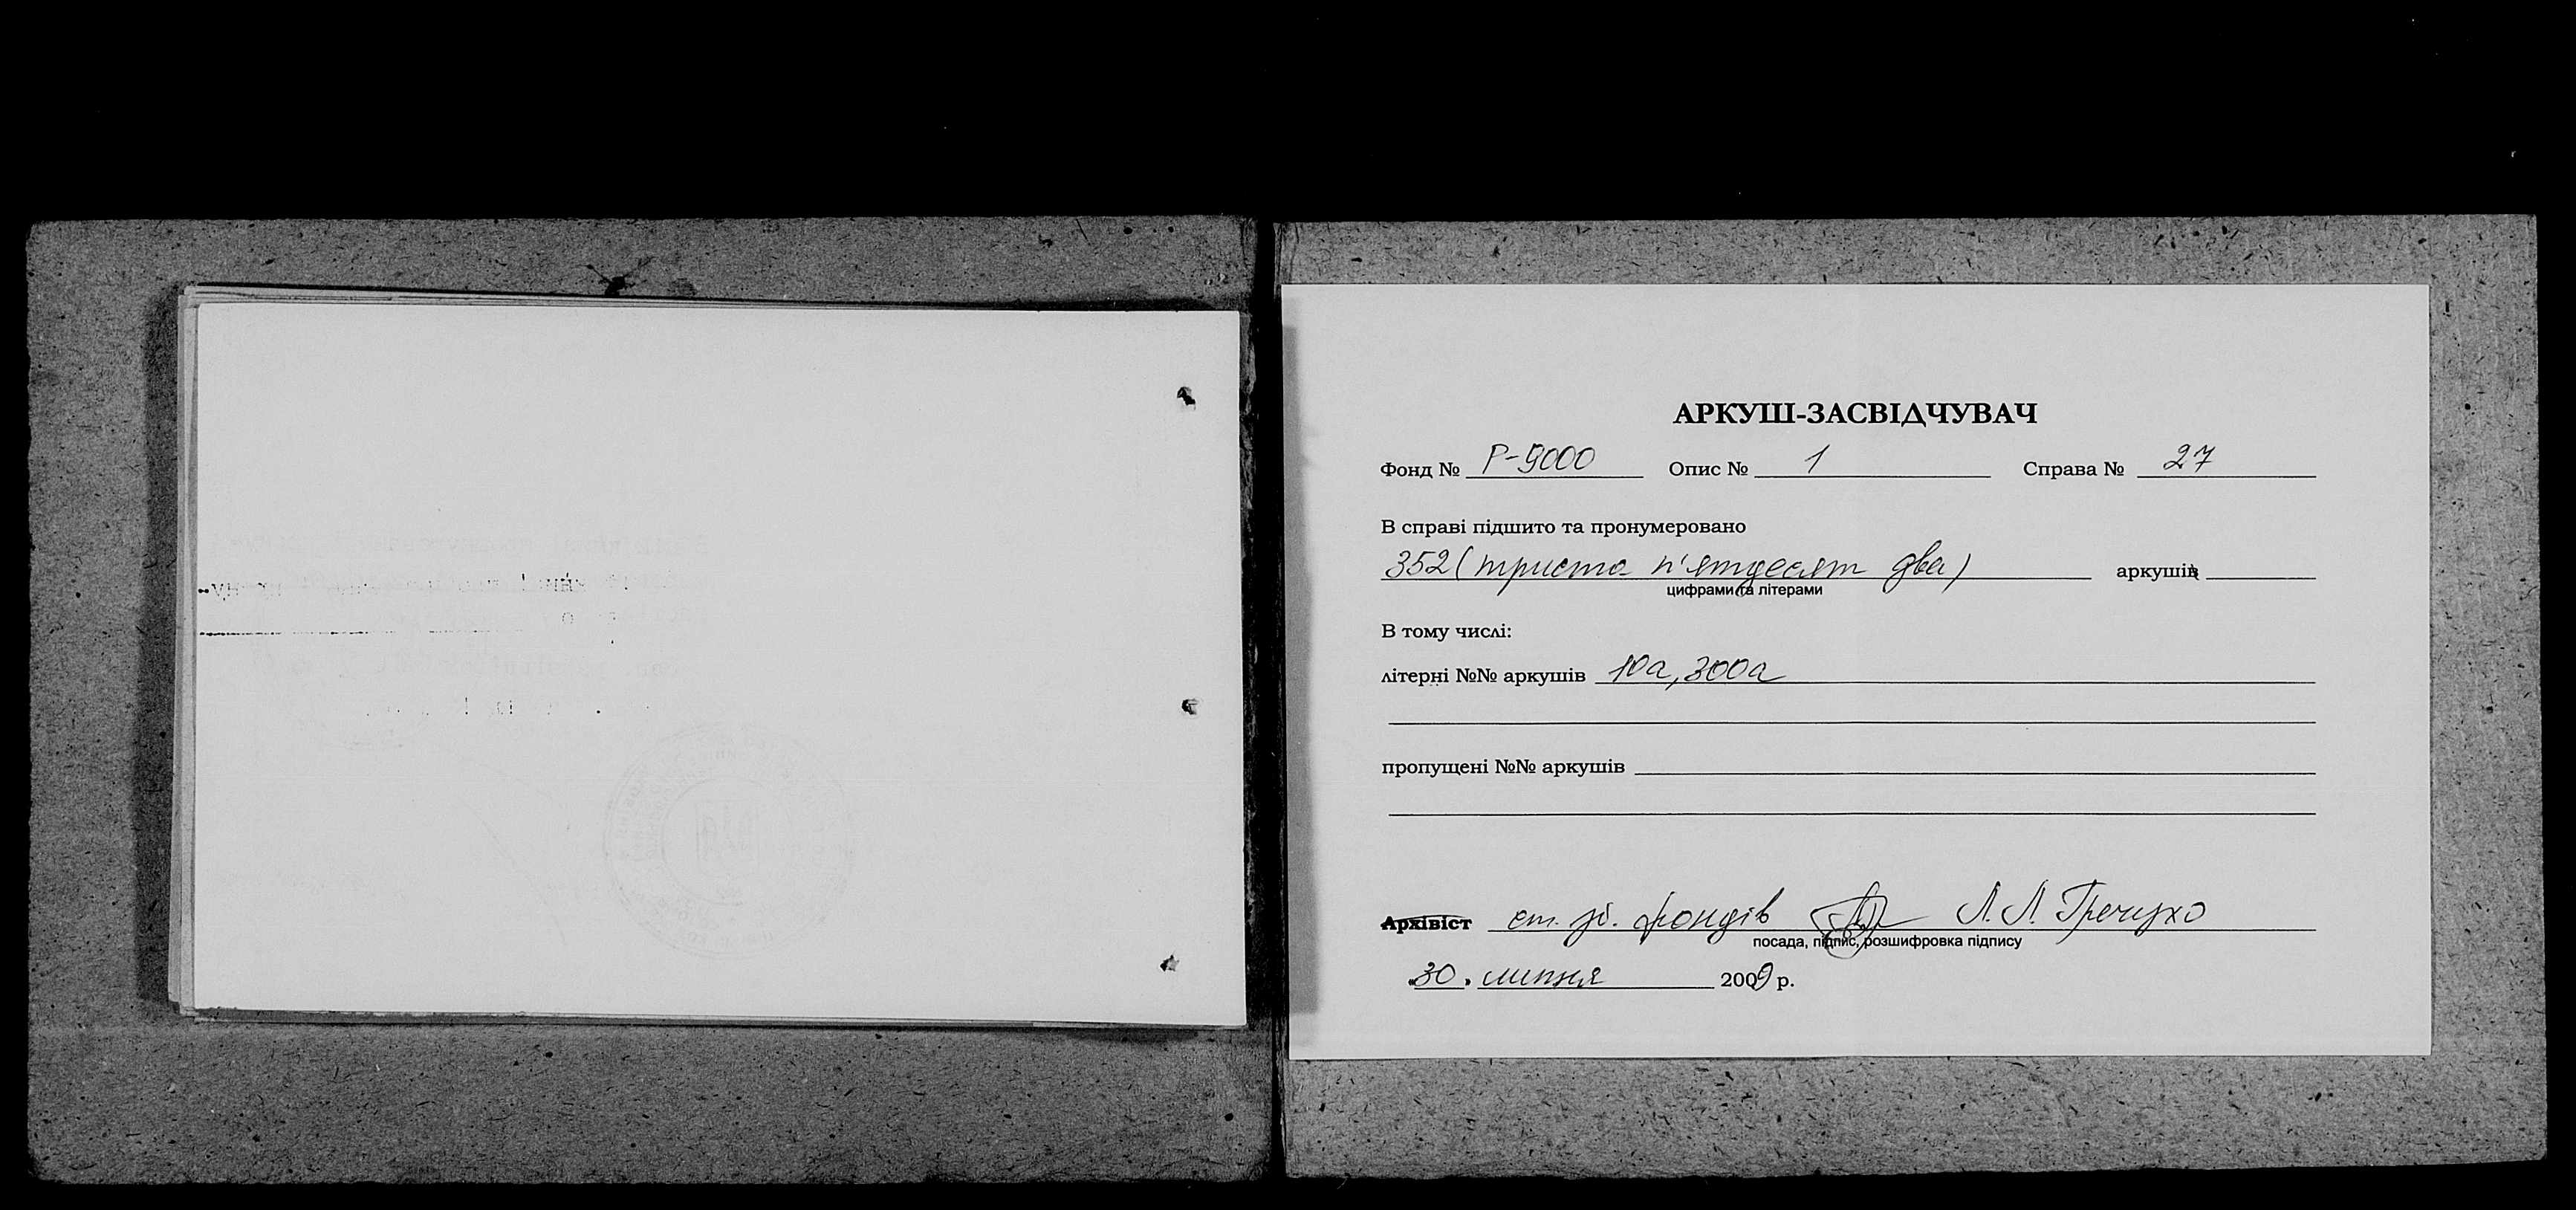 АРКУШ-ЗАСВІДЧУВАЧ
Фонд № Р-9000 Опис № 1 Справа № 27
В справі підшито та пронумеровано
352 (триста п'ятдесят два) аркушів
цифрами та літерами
В тому числі:
літерні №№ аркушів 10а, 300а
пропущені №№ аркушів
Архівіст ст. зб. фондів Л. Л. Гречухо
посада, підпис, розшифровка підпису
"30" липня 2009 р.